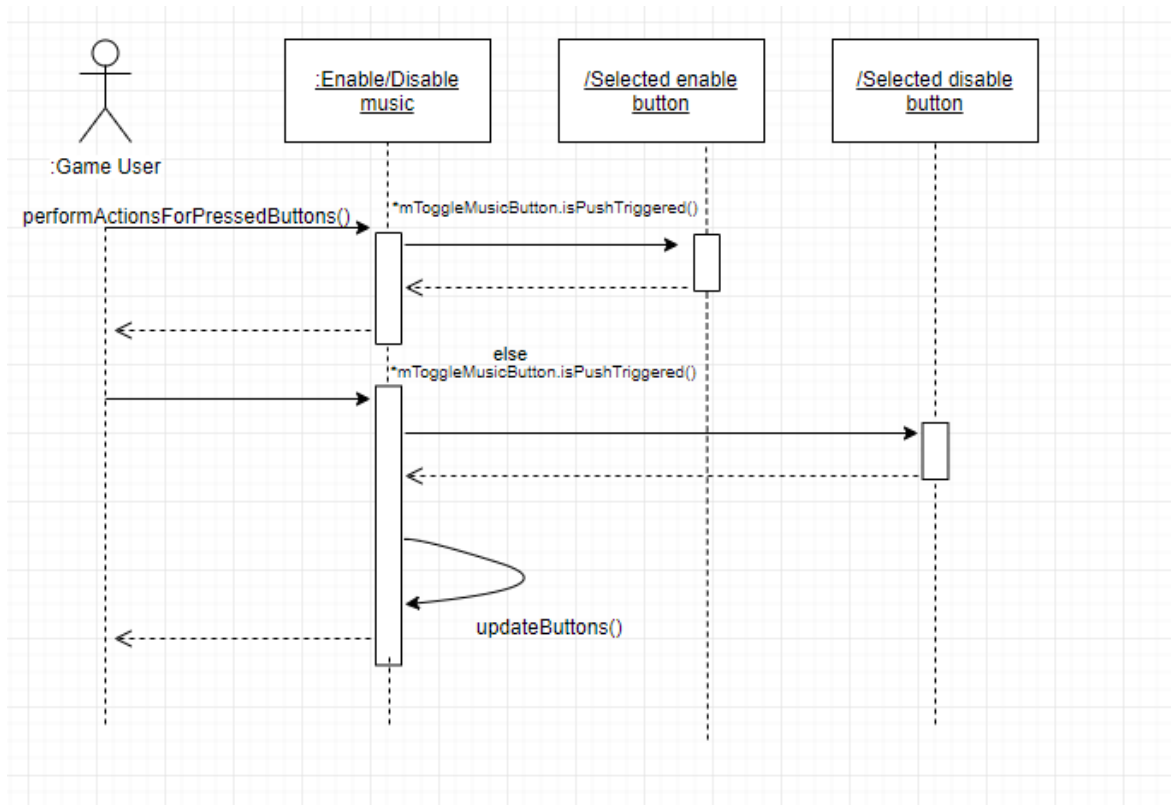 :Enable/Disable
music
/Selected enable
button
/Selected disable
button
:Game User
performActionsForPressedButtons()
*mToggleMusicButton.isPushTriggered()
else
*mToggleMusicButton.isPushTriggered()
updateButtons()